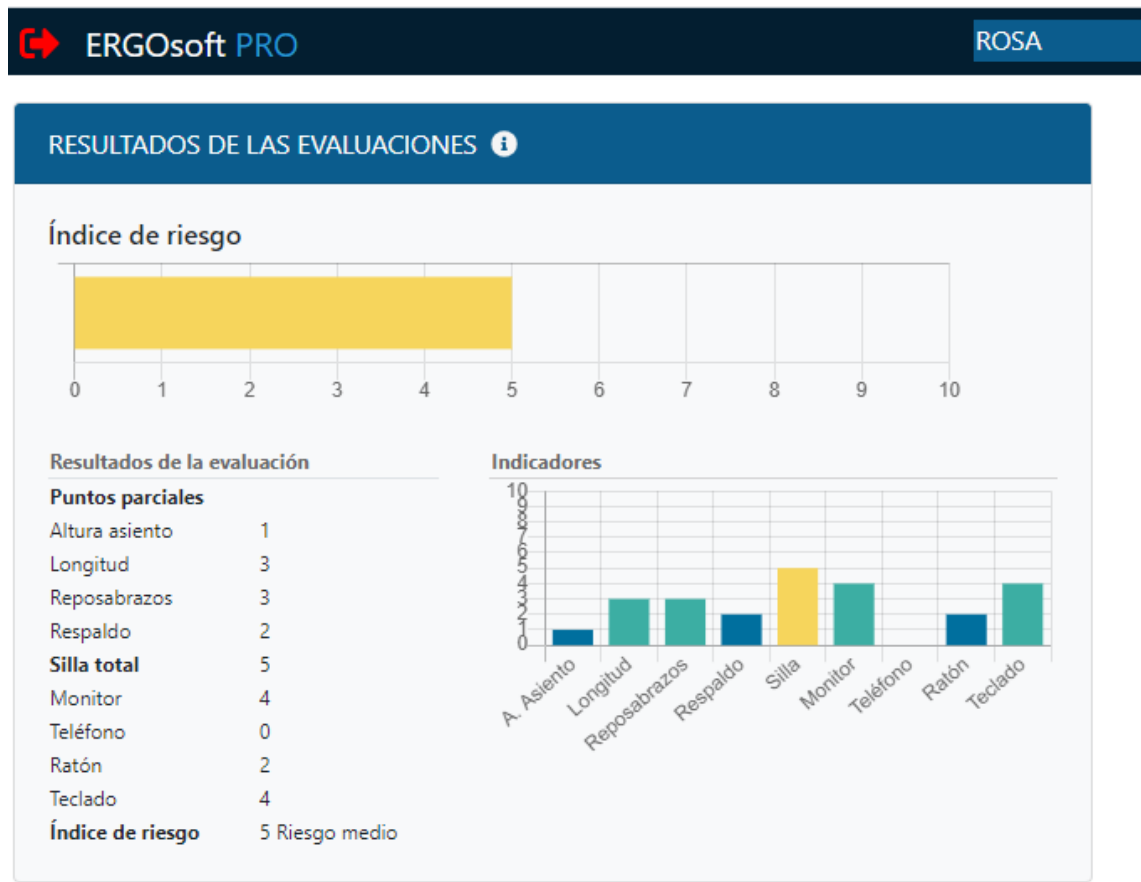 ERGOsoft PRO
ROSA
RESULTADOS DE LAS EVALUACIONES
Índice de riesgo
0 1 2 3 4 5 6 7 8 9 10
Resultados de la evaluación
Puntos parciales
Altura asiento 1
Longitud 3
Reposabrazos 3
Respaldo 2
Silla total 5
Monitor 4
Teléfono 0
Ratón 2
Teclado 4
Índice de riesgo 5 Riesgo medio
Indicadores
10
9
8
7
6
5
4
3
2
1
0
A. Asiento Longitud Reposabrazos Respaldo Silla Monitor Teléfono Ratón Teclado